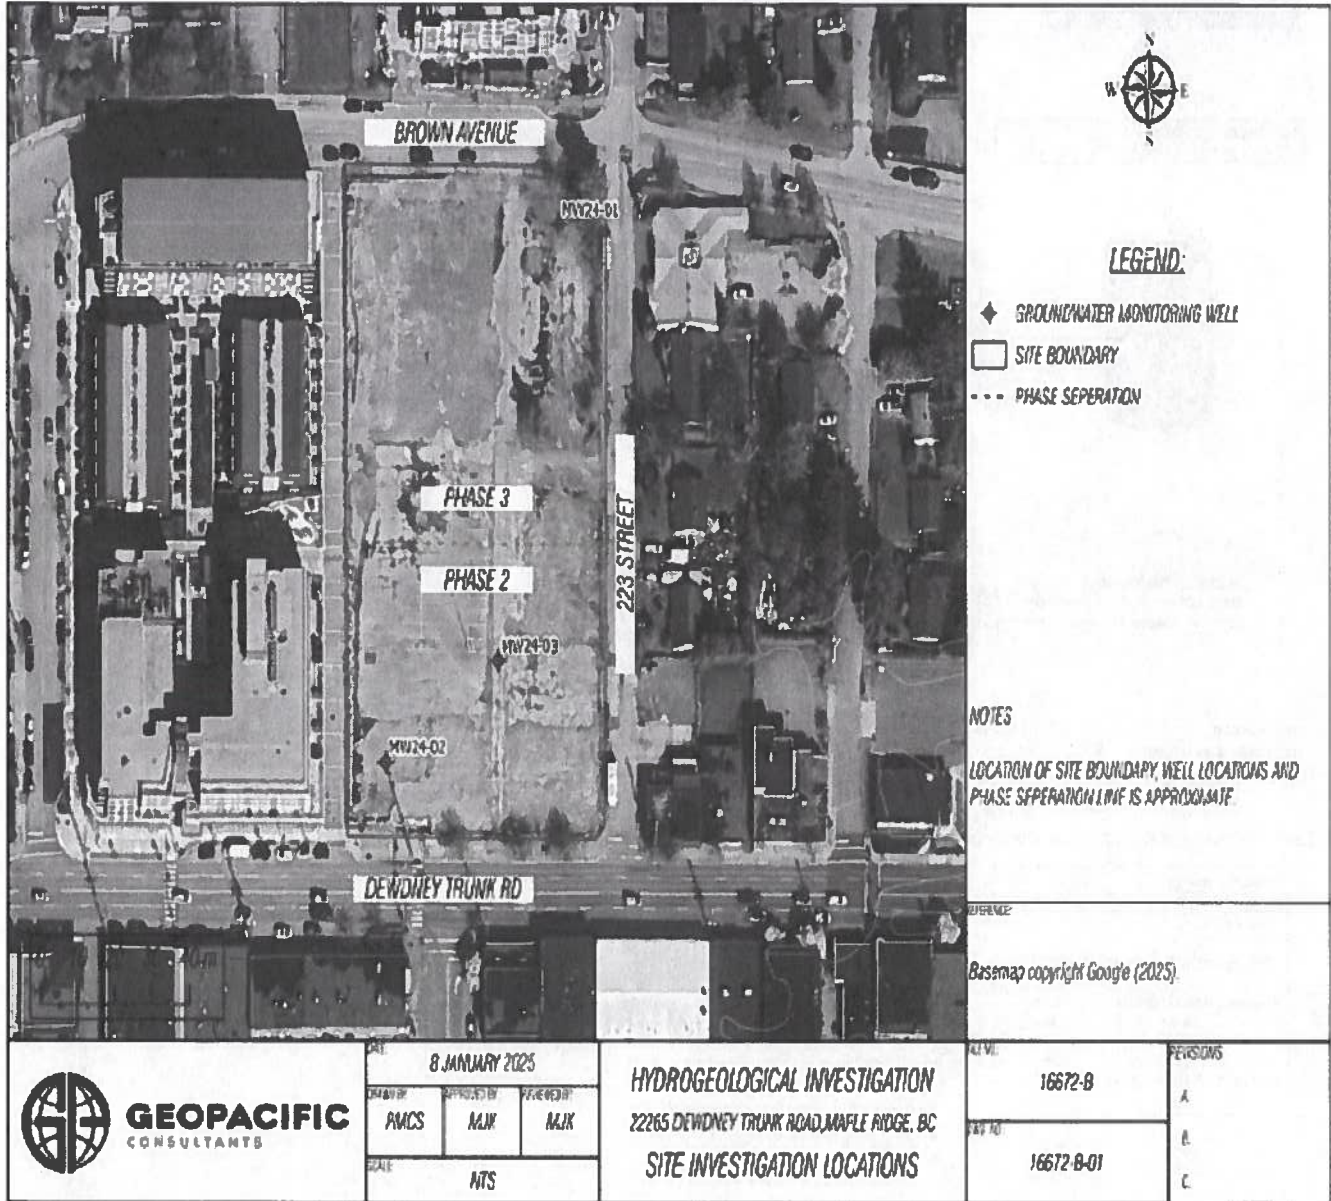 BROWN AVENUE
MW24-01
PHASE 3
PHASE 2
223 STREET
MW24-03
MW24-02
DEWDNEY TRUNK RD
N
W E
S
LEGEND:
GROUNDWATER MONITORING WELL
SITE BOUNDARY
PHASE SEPERATION
NOTES
LOCATION OF SITE BOUNDARY, WELL LOCATIONS AND
PHASE SEPERATION LINE IS APPROXIMATE.
REFERENCE:
Basemap copyright Google (2025).
GEOPACIFIC
CONSULTANTS
DATE:
8 JANUARY 2025
DRAWN BY: APPROVED BY: REVIEWED BY:
MJK MJK
SCALE:
NTS
HYDROGEOLOGICAL INVESTIGATION
22265 DEWDNEY TRUNK ROAD, MAPLE RIDGE, BC
SITE INVESTIGATION LOCATIONS
FILE NO.:
16672-B
DWG. NO.:
16672-B-01
REVISIONS
A.
B.
C.